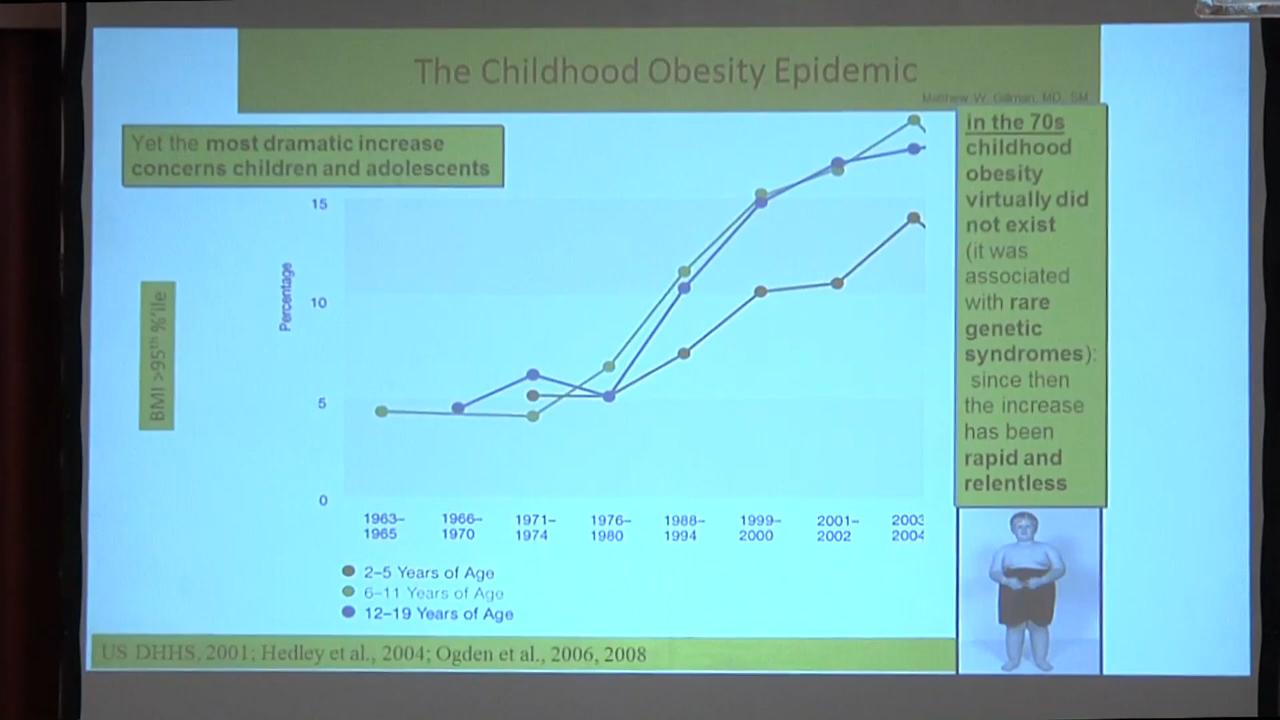 The Childhood Obesity Epidemic
Matthew W. Gillman, MD, SM
Yet the most dramatic increase
concerns children and adolescents
in the 70s
childhood
obesity
virtually did
not exist
(it was
associated
with rare
genetic
syndromes):
since then
the increase
has been
rapid and
relentless
BMI >95th %'ile
Percentage
15
10
5
0
1963–
1965
1966–
1970
1971–
1974
1976–
1980
1988–
1994
1999–
2000
2001–
2002
2003
2004
2–5 Years of Age
6–11 Years of Age
12–19 Years of Age
US DHHS, 2001; Hedley et al., 2004; Ogden et al., 2006, 2008